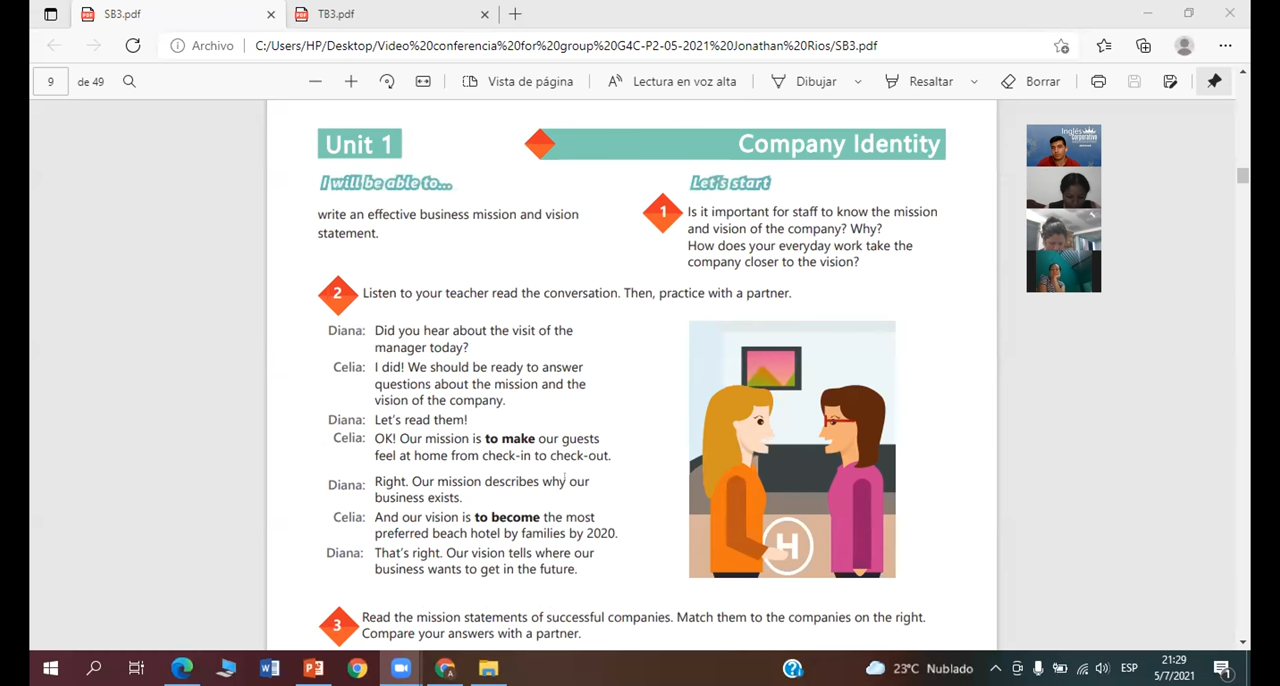 SB3.pdf
TB3.pdf
Archivo
C:/Users/HP/Desktop/Video%20conferencia%20for%20group%20G4C-P2-05-2021%20Jonathan%20Rios/SB3.pdf
9 de 49
Vista de página
Lectura en voz alta
Dibujar
Resaltar
Borrar
Unit 1
Company Identity
I will be able to...
write an effective business mission and vision
statement.
Let's start
1
Is it important for staff to know the mission
and vision of the company? Why?
How does your everyday work take the
company closer to the vision?
2 Listen to your teacher read the conversation. Then, practice with a partner.
Diana: Did you hear about the visit of the
manager today?
Celia: I did! We should be ready to answer
questions about the mission and the
vision of the company.
Diana: Let's read them!
Celia: OK! Our mission is to make our guests
feel at home from check-in to check-out.
Diana: Right. Our mission describes why our
business exists.
Celia: And our vision is to become the most
preferred beach hotel by families by 2020.
Diana: That's right. Our vision tells where our
business wants to get in the future.
H
3 Read the mission statements of successful companies. Match them to the companies on the right.
Compare your answers with a partner.
Inglés
Corporativo
23°C Nublado
ESP
21:29
5/7/2021